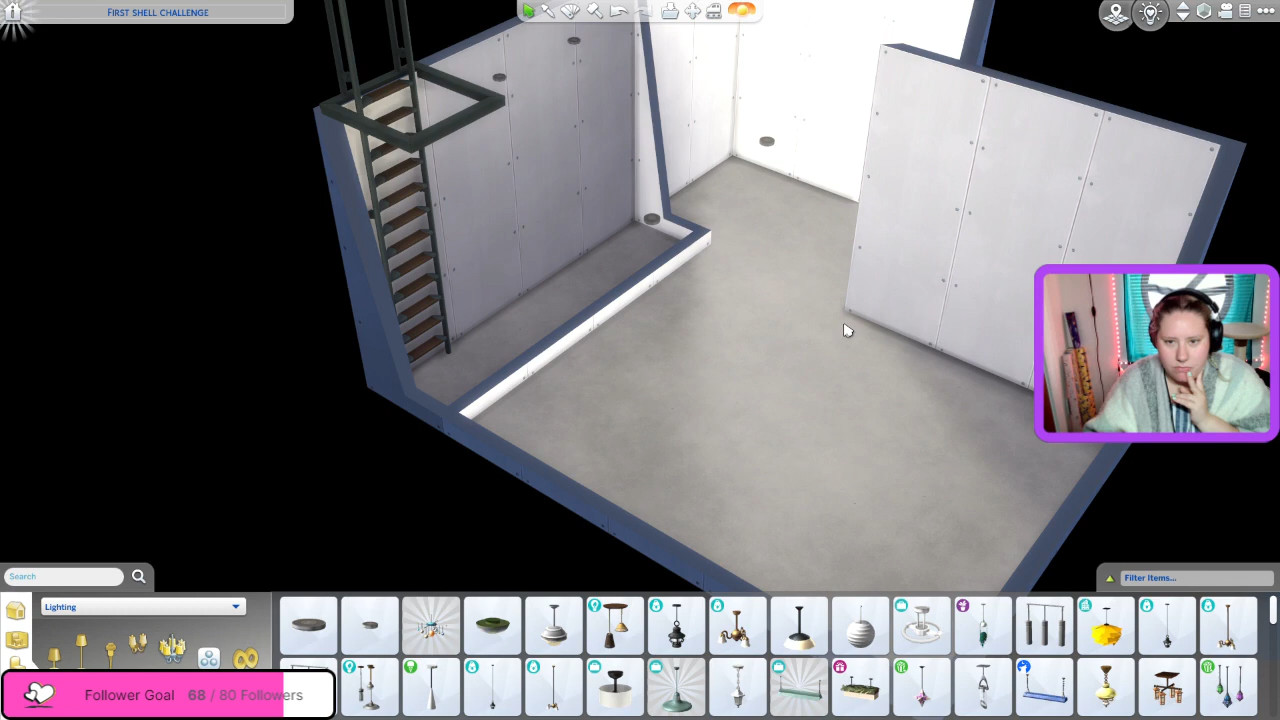 FIRST SHELL CHALLENGE
Search
Filter Items...
Lighting
Follower Goal 68 / 80 Followers